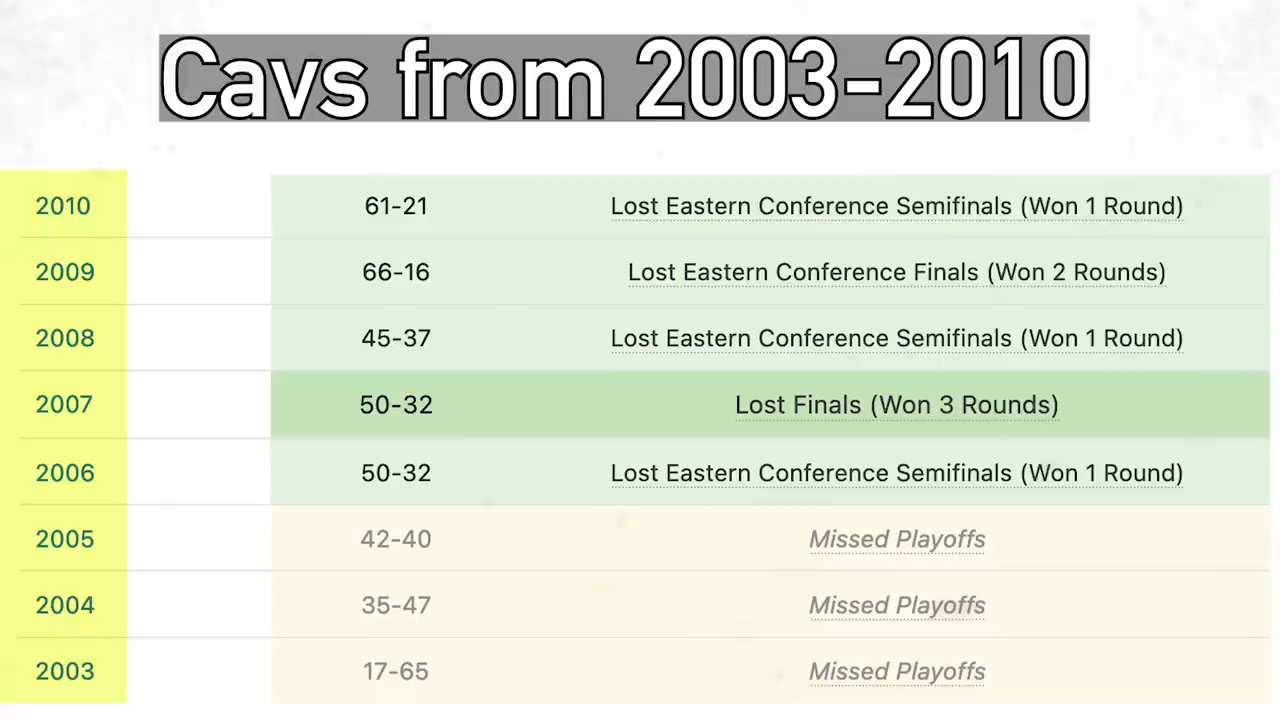 Cavs from 2003-2010
2010 61-21 Lost Eastern Conference Semifinals (Won 1 Round)
2009 66-16 Lost Eastern Conference Finals (Won 2 Rounds)
2008 45-37 Lost Eastern Conference Semifinals (Won 1 Round)
2007 50-32 Lost Finals (Won 3 Rounds)
2006 50-32 Lost Eastern Conference Semifinals (Won 1 Round)
2005 42-40 Missed Playoffs
2004 35-47 Missed Playoffs
2003 17-65 Missed Playoffs